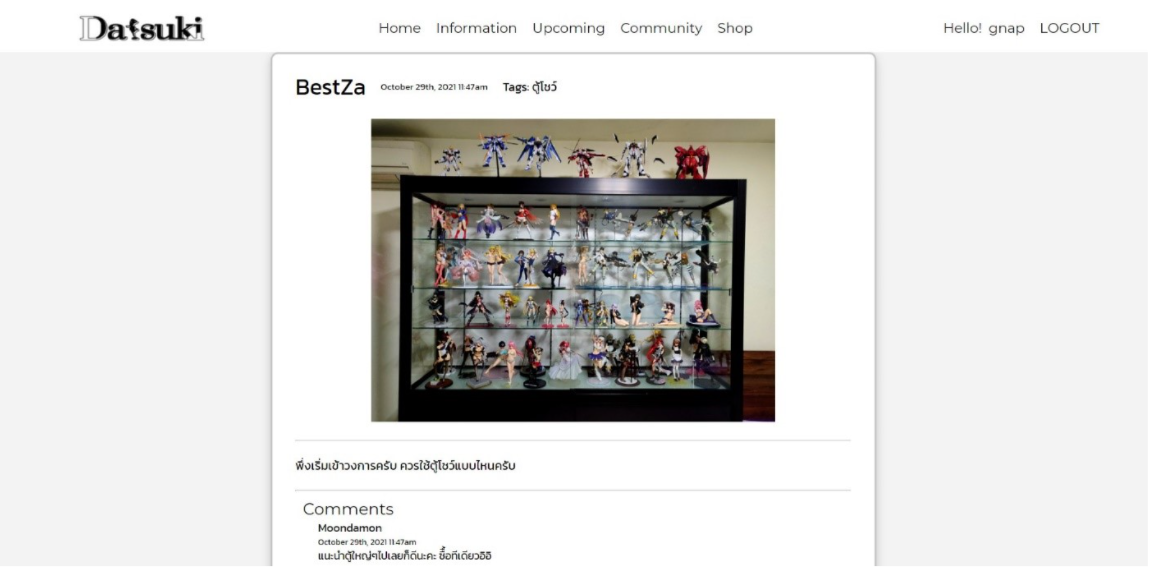 Datsuki Home Information Upcoming Community Shop Hello! gnap LOGOUT
BestZa October 29th, 2021 11:47am Tags: ตู้โชว์
พึ่งเริ่มเข้าวงการครับ ควรใช้ตู้โชว์แบบไหนครับ
Comments
Moondamon
October 29th, 2021 11:47am
แนะนำตู้ใหญ่ๆไปเลยก็ดีนะคะ ซื้อทีเดียวอิอิ